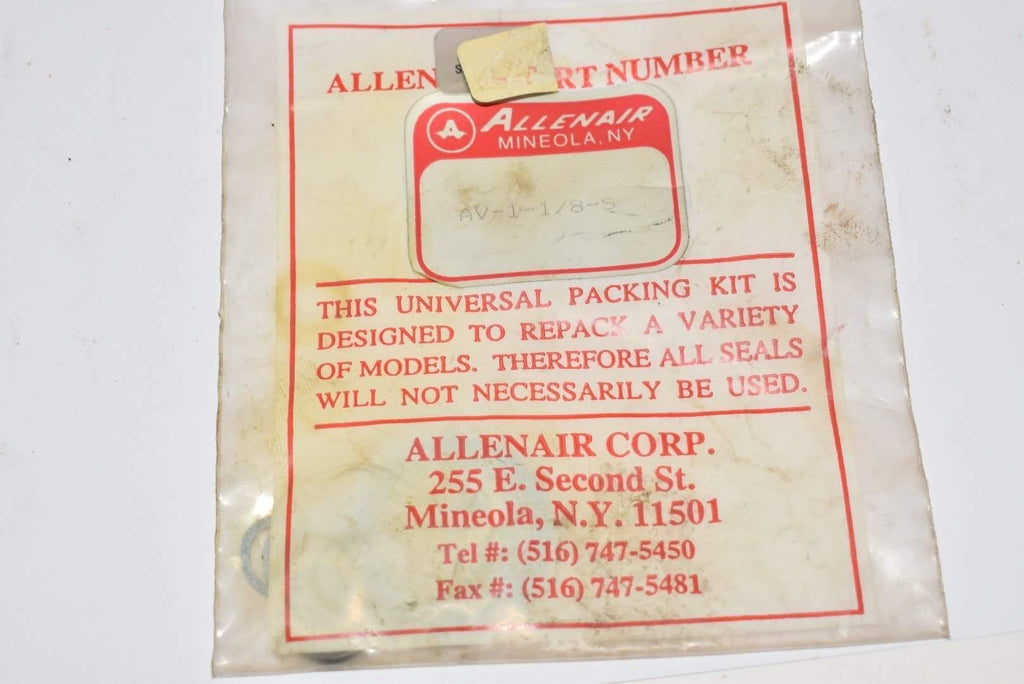 ALLEN RT NUMBER
A ALLENAIR
MINEOLA, NY
AV-1-1/8-S
THIS UNIVERSAL PACKING KIT IS
DESIGNED TO REPACK A VARIETY
OF MODELS. THEREFORE ALL SEALS
WILL NOT NECESSARILY BE USED.
ALLENAIR CORP.
255 E. Second St.
Mineola, N.Y. 11501
Tel #: (516) 747-5450
Fax #: (516) 747-5481